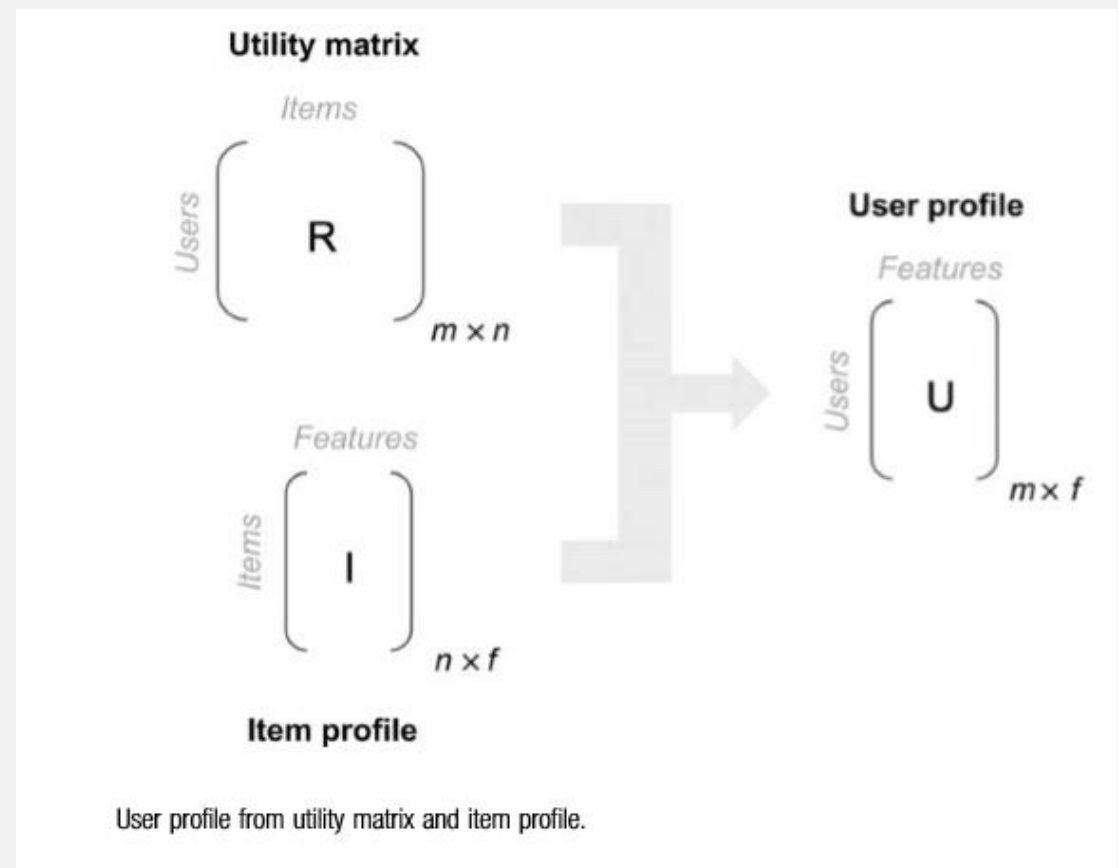 Utility matrix
Items
Users
R
m × n
Features
Items
I
n × f
Item profile
User profile
Features
Users
U
m × f
User profile from utility matrix and item profile.